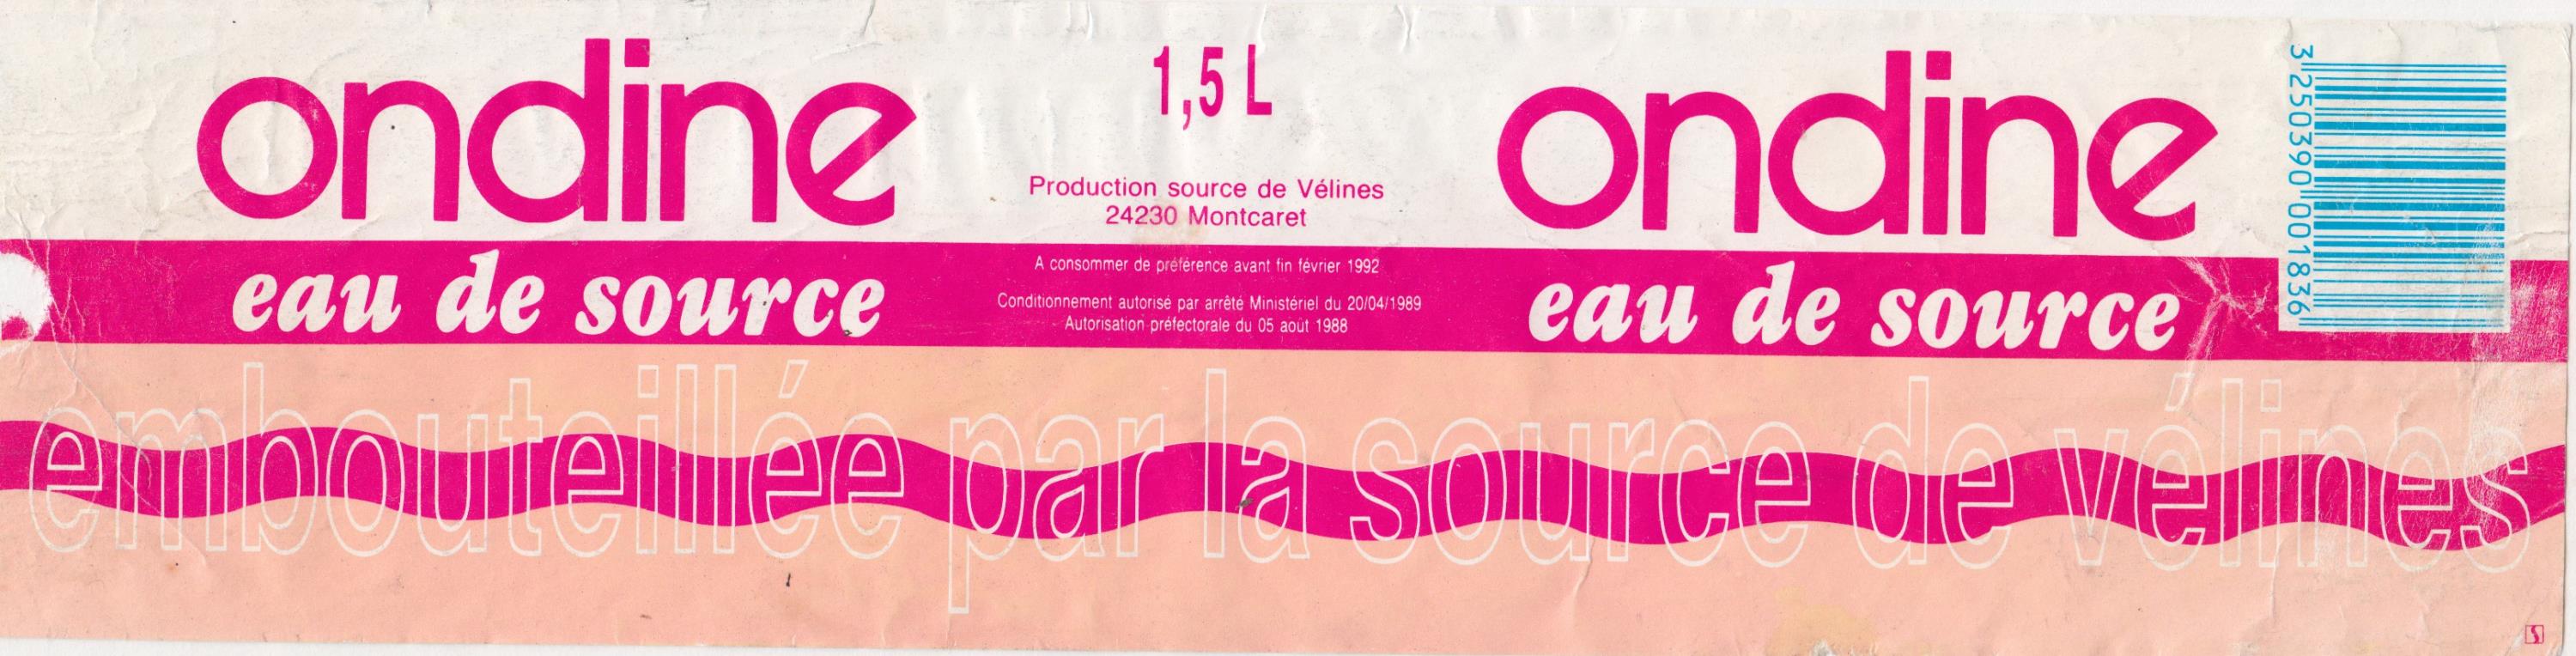 ondine
eau de source
1,5 L
Production source de Vélines
24230 Montcaret
A consommer de préférence avant fin février 1992
Conditionnement autorisé par arrêté Ministériel du 20/04/1989
Autorisation préfectorale du 05 août 1988
ondine
eau de source
3 250390 001836
embouteillée par la source de vélines